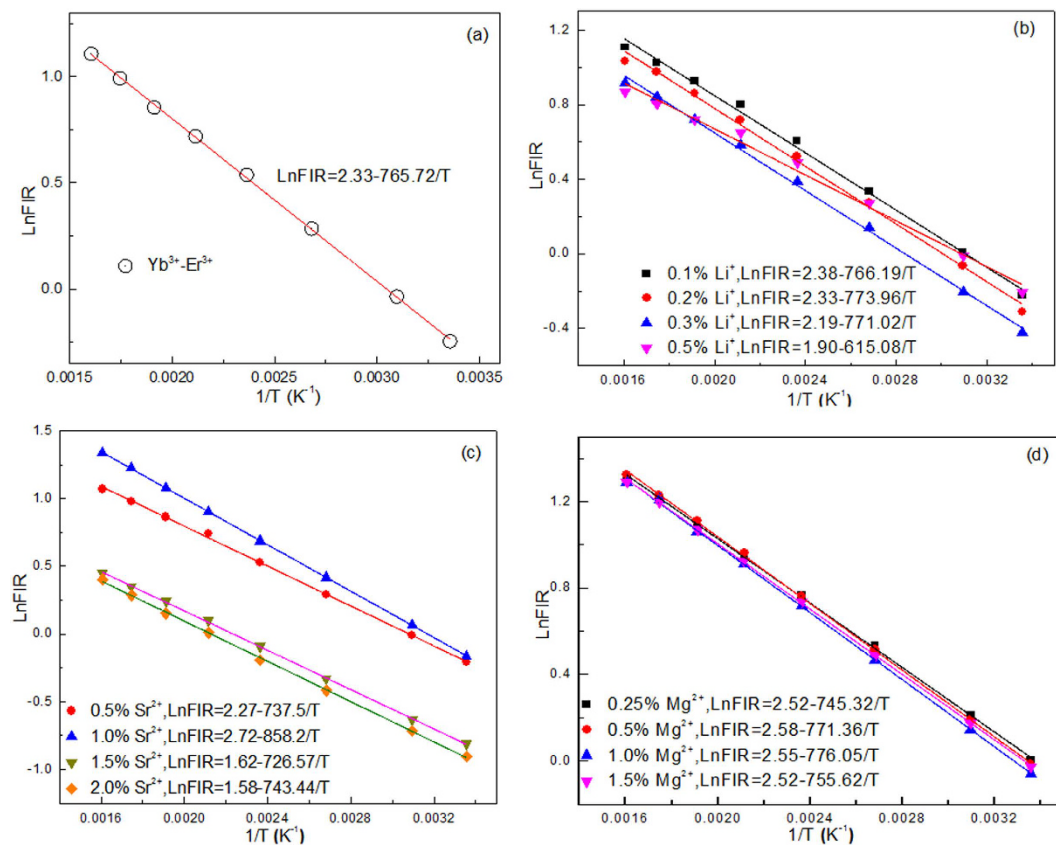 (a)
1.0
0.5
0.0
LnFIR
LnFIR=2.33-765.72/T
Yb³⁺-Er³⁺
0.0015 0.0020 0.0025 0.0030 0.0035
1/T (K⁻¹)
(b)
1.2
0.8
0.4
0.0
-0.4
LnFIR
0.1% Li⁺,LnFIR=2.38-766.19/T
0.2% Li⁺,LnFIR=2.33-773.96/T
0.3% Li⁺,LnFIR=2.19-771.02/T
0.5% Li⁺,LnFIR=1.90-615.08/T
0.0016 0.0020 0.0024 0.0028 0.0032
1/T (K⁻¹)
(c)
1.5
1.0
0.5
0.0
-0.5
-1.0
LnFIR
0.5% Sr²⁺,LnFIR=2.27-737.5/T
1.0% Sr²⁺,LnFIR=2.72-858.2/T
1.5% Sr²⁺,LnFIR=1.62-726.57/T
2.0% Sr²⁺,LnFIR=1.58-743.44/T
0.0016 0.0020 0.0024 0.0028 0.0032
1/T (K⁻¹)
(d)
1.2
0.8
0.4
0.0
LnFIR
0.25% Mg²⁺,LnFIR=2.52-745.32/T
0.5% Mg²⁺,LnFIR=2.58-771.36/T
1.0% Mg²⁺,LnFIR=2.55-776.05/T
1.5% Mg²⁺,LnFIR=2.52-755.62/T
0.0016 0.0020 0.0024 0.0028 0.0032
1/T (K⁻¹)